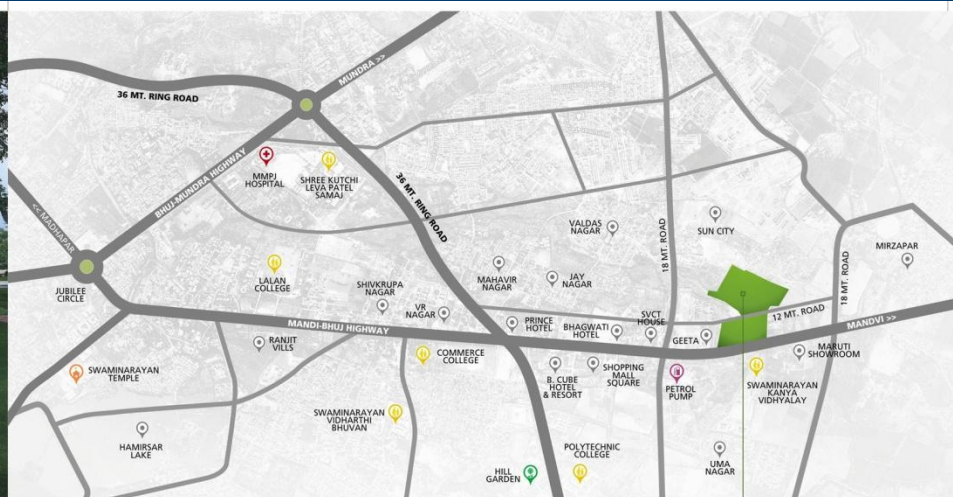 MUNDRA >>
36 MT. RING ROAD
MMPJ
HOSPITAL
SHREE KUTCHI
LEVA PATEL
SAMAJ
BHUJ-MUNDRA HIGHWAY
36 MT. RING ROAD
<< MADHAPAR
VALDAS
NAGAR
SUN CITY
18 MT. ROAD
MIRZAPAR
18 MT. ROAD
JUBILEE
CIRCLE
LALAN
COLLEGE
SHIVKRUPA
NAGAR
MAHAVIR
NAGAR
JAY
NAGAR
VR
NAGAR
MANDI-BHUJ HIGHWAY
PRINCE
HOTEL
BHAGWATI
HOTEL
SVCT
HOUSE
GEETA
12 MT. ROAD
MANDVI >>
RANJIT
VILLS
COMMERCE
COLLEGE
MARUTI
SHOWROOM
SWAMINARAYAN
TEMPLE
B. CUBE
HOTEL
& RESORT
SHOPPING
MALL
SQUARE
PETROL
PUMP
SWAMINARAYAN
KANYA
VIDHYALAY
SWAMINARAYAN
VIDHARTHI
BHUVAN
HAMIRSAR
LAKE
HILL
GARDEN
POLYTECHNIC
COLLEGE
UMA
NAGAR